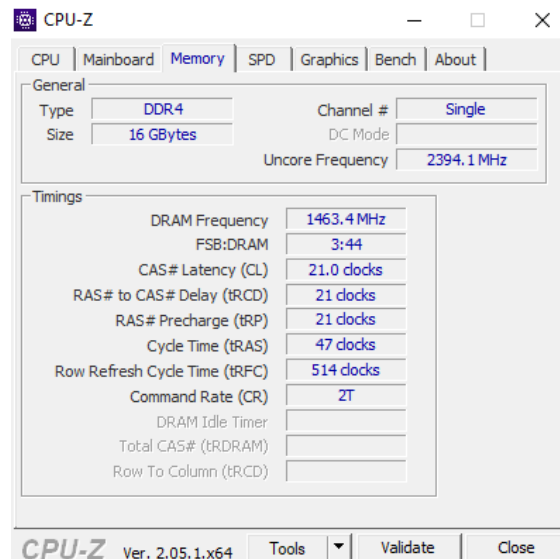 CPU-Z
CPU Mainboard Memory SPD Graphics Bench About
General
Type DDR4 Channel # Single
Size 16 GBytes DC Mode
Uncore Frequency 2394.1 MHz
Timings
DRAM Frequency 1463.4 MHz
FSB:DRAM 3:44
CAS# Latency (CL) 21.0 clocks
RAS# to CAS# Delay (tRCD) 21 clocks
RAS# Precharge (tRP) 21 clocks
Cycle Time (tRAS) 47 clocks
Row Refresh Cycle Time (tRFC) 514 clocks
Command Rate (CR) 2T
DRAM Idle Timer
Total CAS# (tRDRAM)
Row To Column (tRCD)
CPU-Z Ver. 2.05.1.x64 Tools Validate Close